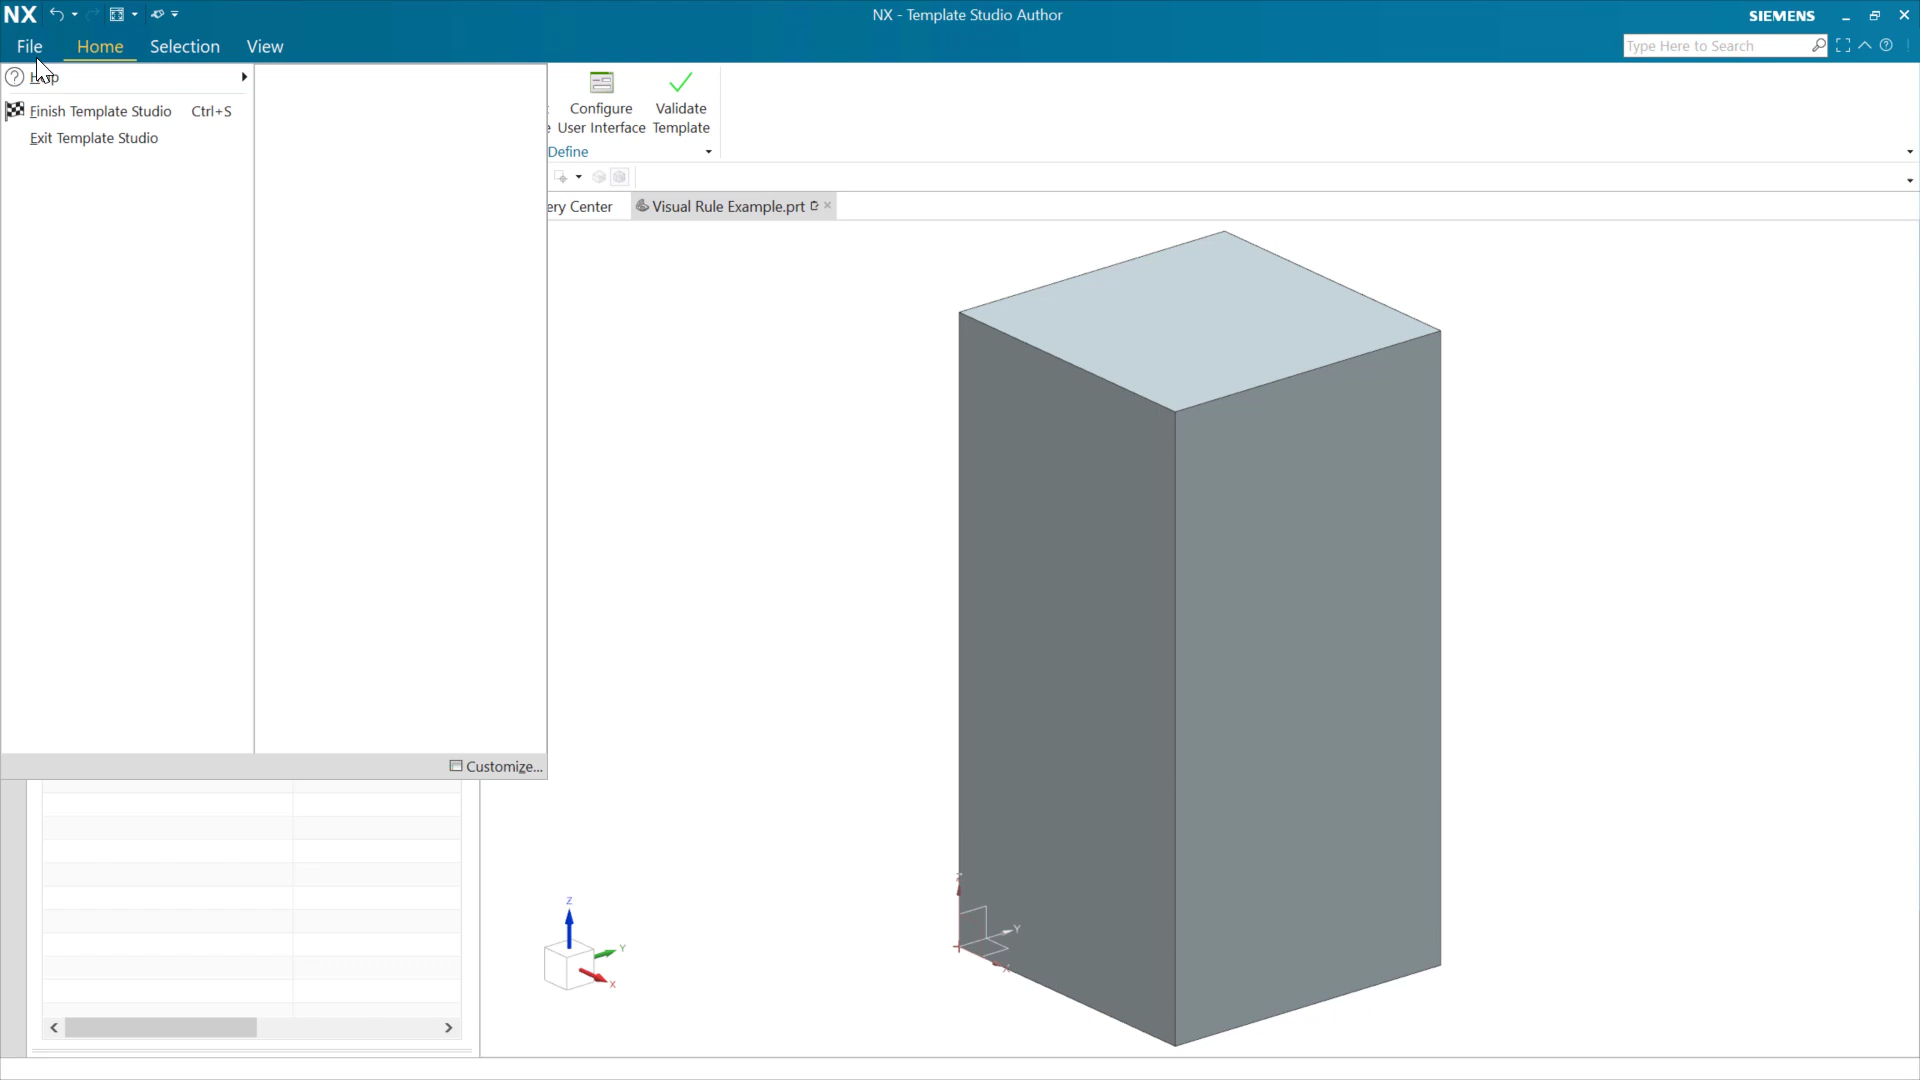 NX
NX - Template Studio Author
SIEMENS
File
Home
Selection
View
Type Here to Search
Finish Template Studio Ctrl+S
Exit Template Studio
Configure
User Interface
Validate
Template
Define
ery Center
Visual Rule Example.prt
Customize...
Z
Y
X
Z
Y
X